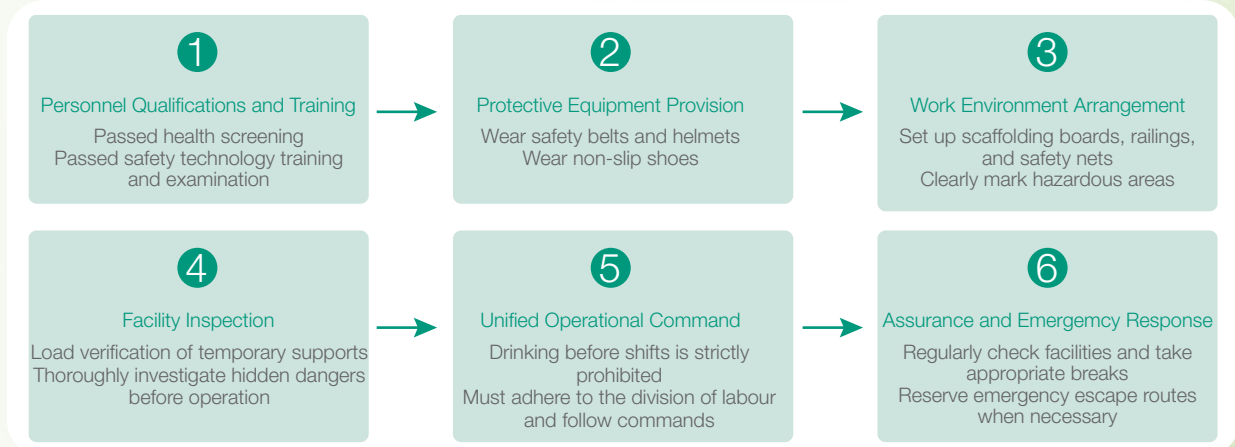 1
Personnel Qualifications and Training
Passed health screening
Passed safety technology training
and examination
2
Protective Equipment Provision
Wear safety belts and helmets
Wear non-slip shoes
3
Work Environment Arrangement
Set up scaffolding boards, railings,
and safety nets
Clearly mark hazardous areas
4
Facility Inspection
Load verification of temporary supports
Thoroughly investigate hidden dangers
before operation
5
Unified Operational Command
Drinking before shifts is strictly
prohibited
Must adhere to the division of labour
and follow commands
6
Assurance and Emergemcy Response
Regularly check facilities and take
appropriate breaks
Reserve emergency escape routes
when necessary